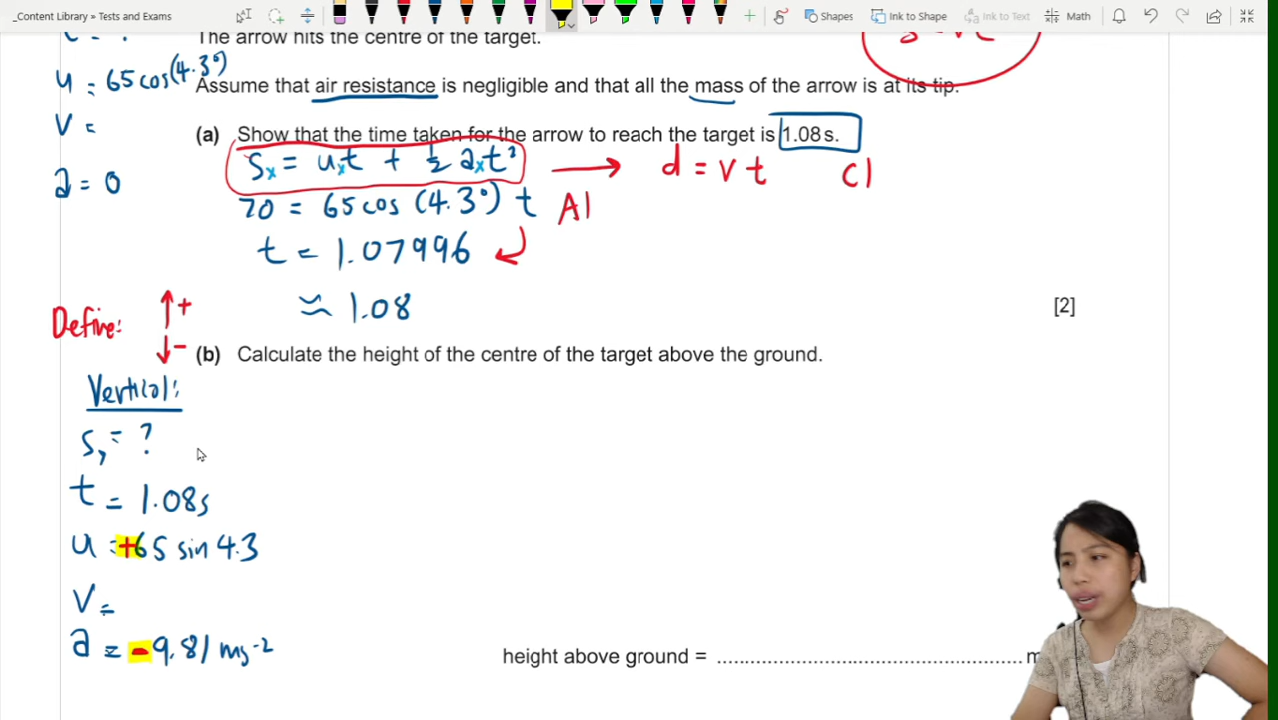 _Content Library » Tests and Exams
Shapes
Ink to Shape
Ink to Text
Math
The arrow hits the centre of the target.
u = 65 cos(4.3°)
Assume that air resistance is negligible and that all the mass of the arrow is at its tip.
v =
(a) Show that the time taken for the arrow to reach the target is 1.08 s.
a = 0
Sx = uxt + ½ axt² → d = v t C1
70 = 65 cos (4.3°) t A1
t = 1.07996
≈ 1.08
[2]
Define: ↑+
↓-
(b) Calculate the height of the centre of the target above the ground.
Vertical:
Sy = ?
t = 1.08s
u = +65 sin 4.3
v =
a = -9.81 ms-2
height above ground = ............................................................ m